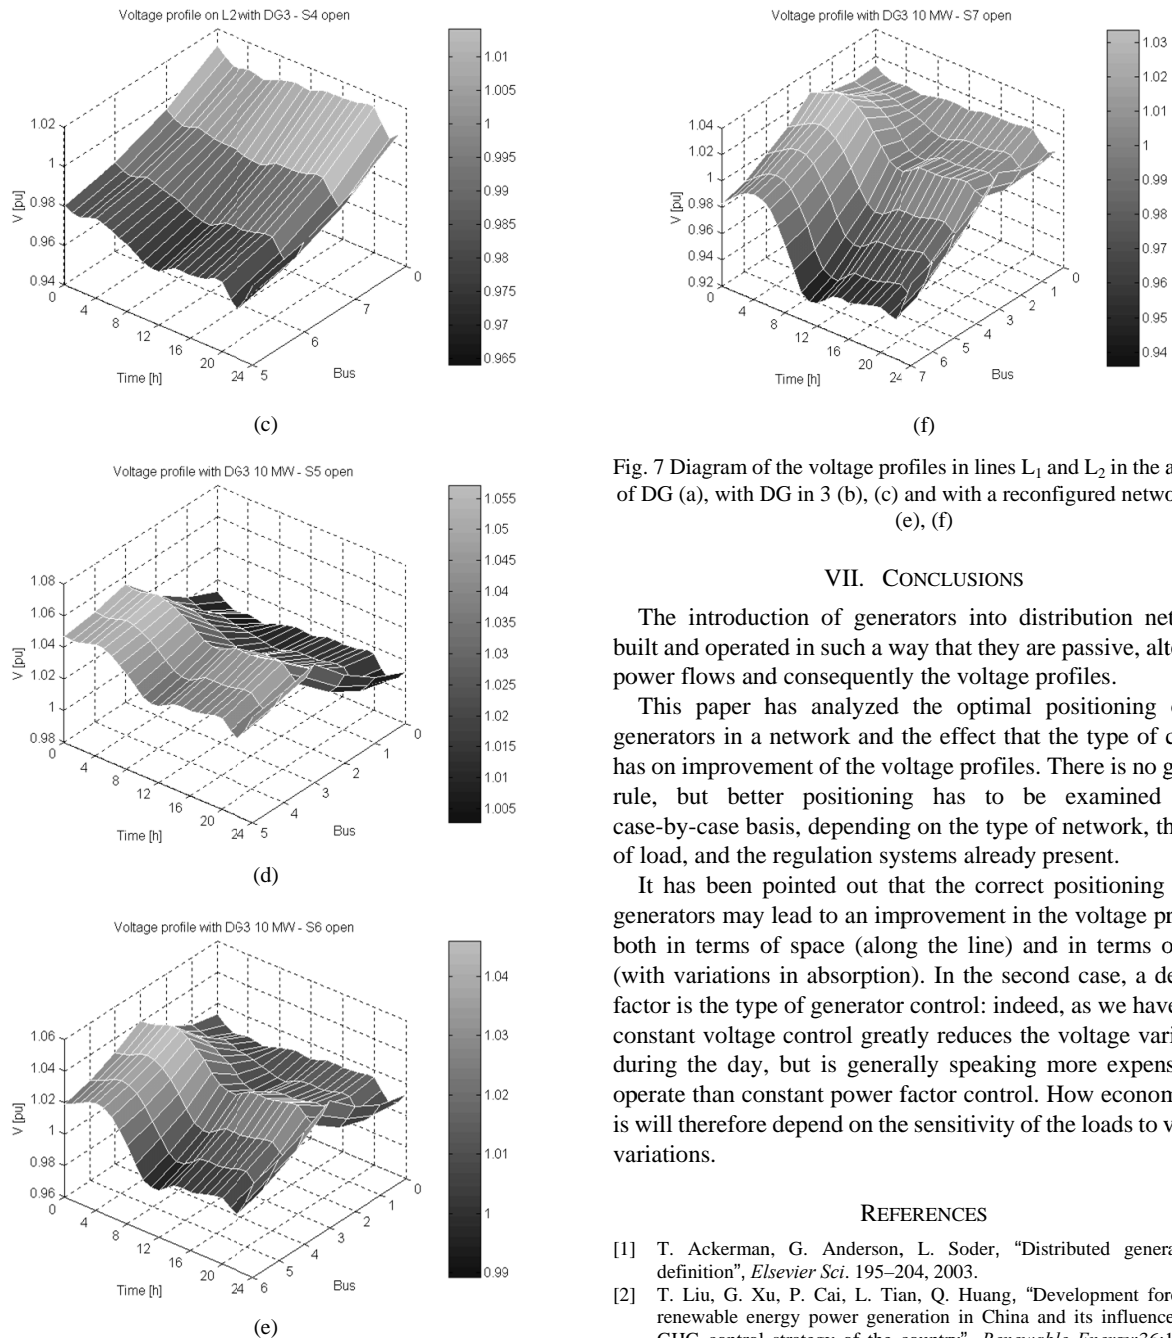 Voltage profile on L2with DG3 - S4 open
1.02
1
0.98
0.96
0.94
V [pu]
0
4
8
12
16
20
24
Time [h]
5
6
7
0
Bus
1.01
1.005
1
0.995
0.99
0.985
0.98
0.975
0.97
0.965
(c)
Voltage profile with DG3 10 MW - S5 open
1.08
1.06
1.04
1.02
1
0.98
V [pu]
0
4
8
12
16
20
24
Time [h]
5
4
3
2
1
0
Bus
1.055
1.05
1.045
1.04
1.035
1.03
1.025
1.02
1.015
1.01
1.005
(d)
Voltage profile with DG3 10 MW - S6 open
1.06
1.04
1.02
1
0.98
0.96
V [pu]
0
4
8
12
16
20
24
Time [h]
6
5
4
3
2
1
0
Bus
1.04
1.03
1.02
1.01
1
0.99
(e)
Voltage profile with DG3 10 MW - S7 open
1.04
1.02
1
0.98
0.96
0.94
0.92
V [pu]
0
4
8
12
16
20
24
Time [h]
7
6
5
4
3
2
1
0
Bus
1.03
1.02
1.01
1
0.99
0.98
0.97
0.96
0.95
0.94
(f)
Fig. 7 Diagram of the voltage profiles in lines L1 and L2 in the a
of DG (a), with DG in 3 (b), (c) and with a reconfigured netwo
(e), (f)
VII. CONCLUSIONS
The introduction of generators into distribution net
built and operated in such a way that they are passive, alt
power flows and consequently the voltage profiles.
This paper has analyzed the optimal positioning
generators in a network and the effect that the type of c
has on improvement of the voltage profiles. There is no g
rule, but better positioning has to be examined
case-by-case basis, depending on the type of network, th
of load, and the regulation systems already present.
It has been pointed out that the correct positioning
generators may lead to an improvement in the voltage pr
both in terms of space (along the line) and in terms o
(with variations in absorption). In the second case, a de
factor is the type of generator control: indeed, as we have
constant voltage control greatly reduces the voltage vari
during the day, but is generally speaking more expens
operate than constant power factor control. How econom
is will therefore depend on the sensitivity of the loads to v
variations.
REFERENCES
[1] T. Ackerman, G. Anderson, L. Soder, “Distributed genera
definition”, Elsevier Sci. 195–204, 2003.
[2] T. Liu, G. Xu, P. Cai, L. Tian, Q. Huang, “Development for
renewable energy power generation in China and its influence